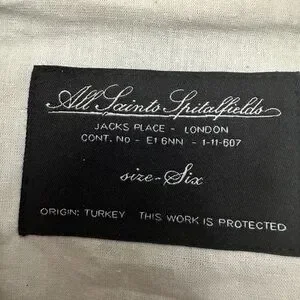 All Saints Spitalfields
JACKS PLACE - LONDON
CONT. NO - E1 6NN - 1-11-607
size-Six
ORIGIN: TURKEY THIS WORK IS PROTECTED